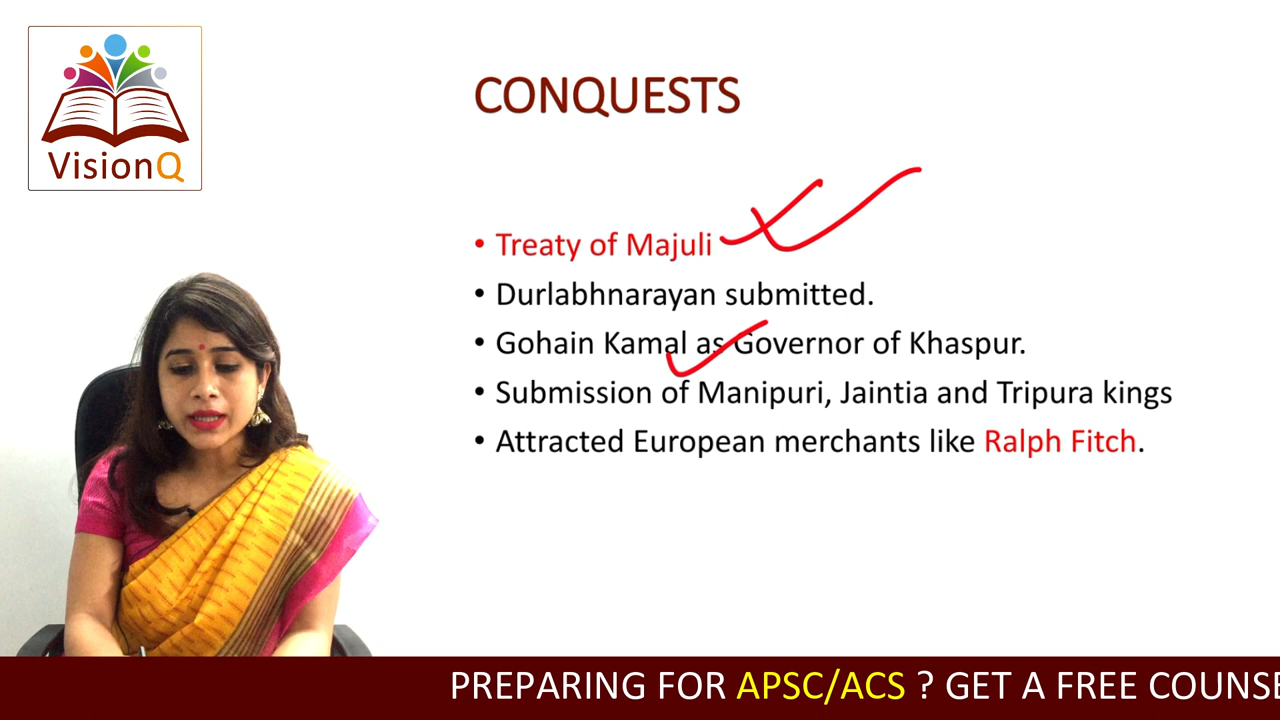 VisionQ
CONQUESTS
• Treaty of Majuli
• Durlabhnarayan submitted.
• Gohain Kamal as Governor of Khaspur.
• Submission of Manipuri, Jaintia and Tripura kings
• Attracted European merchants like Ralph Fitch.
PREPARING FOR APSC/ACS ? GET A FREE COUNSE